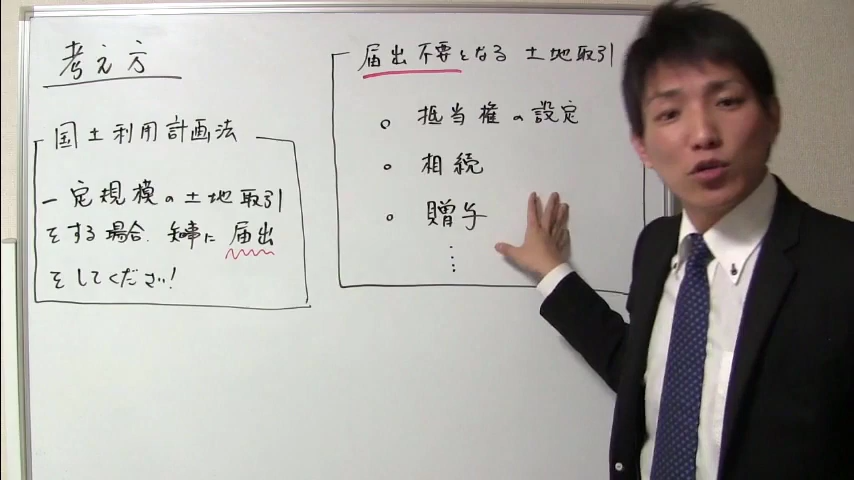 考え方
国土利用計画法
一定規模の土地取引
をする場合、知事に届出
をしてください!
届出不要となる土地取引
○ 抵当権の設定
○ 相続
○ 贈与
⋮